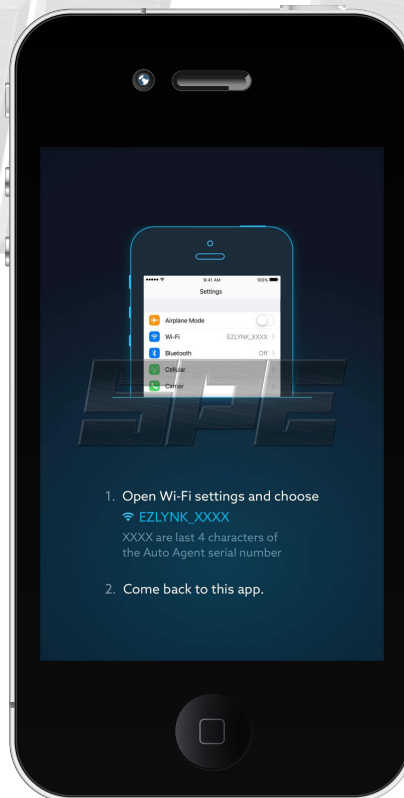 9:41 AM 100%
Settings
Airplane Mode
Wi-Fi EZLYNK_XXXX
Bluetooth Off
Cellular
Carrier
SPE
1. Open Wi-Fi settings and choose
EZLYNK_XXXX
XXXX are last 4 characters of
the Auto Agent serial number
2. Come back to this app.